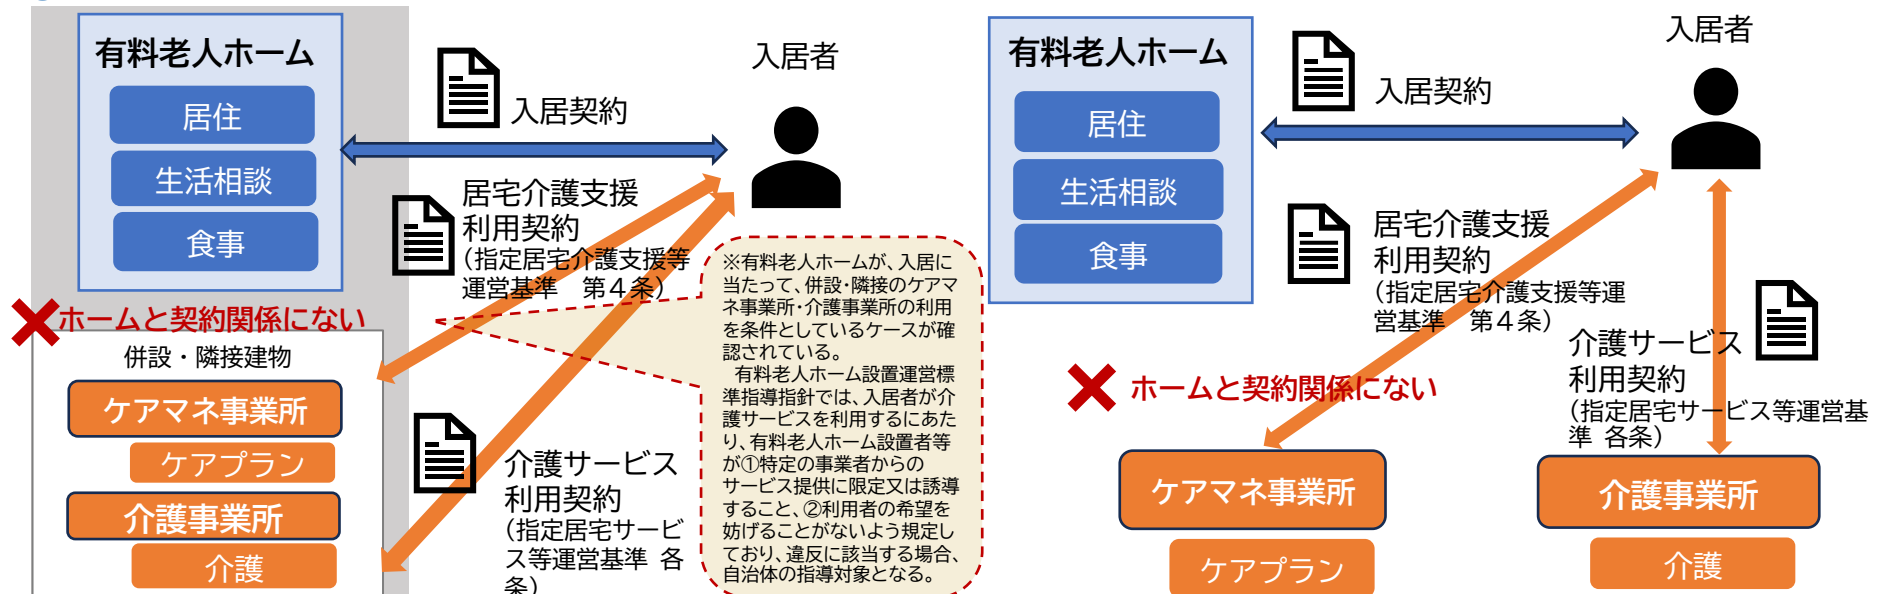 有料老人ホーム
居住
生活相談
食事
入居契約
入居者
居宅介護支援
利用契約
（指定居宅介護支援等
運営基準　第４条）
ホームと契約関係にない
併設・隣接建物
ケアマネ事業所
ケアプラン
介護事業所
介護
介護サービス
利用契約
（指定居宅サービ
ス等運営基準 各
条）
※有料老人ホームが、入居に
当たって、併設・隣接のケアマ
ネ事業所・介護事業所の利用
を条件としているケースが確
認されている。
　有料老人ホーム設置運営標
準指導指針では、入居者が介
護サービスを利用するにあた
り、有料老人ホーム設置者等
が①特定の事業者からの
サービス提供に限定又は誘導
すること、②利用者の希望を
妨げることがないよう規定し
ており、違反に該当する場合、
自治体の指導対象となる。
有料老人ホーム
居住
生活相談
食事
入居契約
入居者
居宅介護支援
利用契約
（指定居宅介護支援等運
営基準　第４条）
ホームと契約関係にない
介護サービス
利用契約
（指定居宅サービス等運営基
準 各条）
ケアマネ事業所
ケアプラン
介護事業所
介護